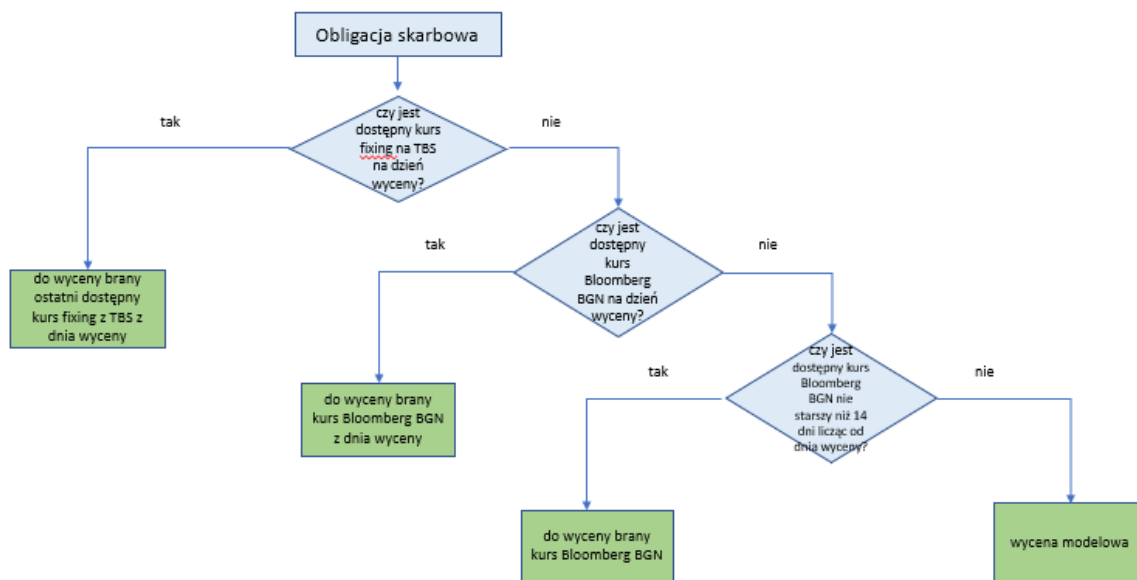 Obligacja skarbowa
czy jest
dostępny kurs
fixing na TBS
na dzień
wyceny?
tak
nie
czy jest
dostępny
kurs
Bloomberg
BGN na dzień
wyceny?
tak
nie
do wyceny brany
ostatni dostępny
kurs fixing z TBS z
dnia wyceny
czy jest
dostępny kurs
Bloomberg
BGN nie
starszy niż 14
dni licząc od
dnia wyceny?
tak
nie
do wyceny brany
kurs Bloomberg BGN
z dnia wyceny
do wyceny brany
kurs Bloomberg BGN
wycena modelowa